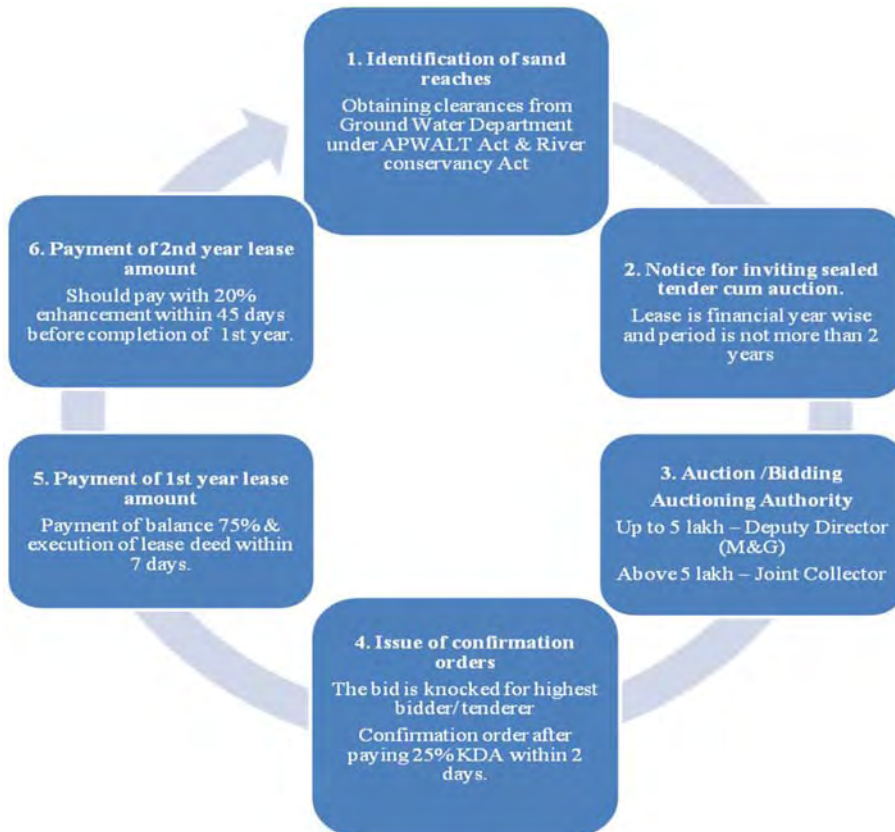 1. Identification of sand
reaches
Obtaining clearances from
Ground Water Department
under APWALT Act & River
conservancy Act
2. Notice for inviting sealed
tender cum auction.
Lease is financial year wise
and period is not more than 2
years
3. Auction /Bidding
Auctioning Authority
Up to 5 lakh – Deputy Director
(M&G)
Above 5 lakh – Joint Collector
4. Issue of confirmation
orders
The bid is knocked for highest
bidder/ tenderer
Confirmation order after
paying 25% KDA within 2
days.
5. Payment of 1st year lease
amount
Payment of balance 75% &
execution of lease deed within
7 days.
6. Payment of 2nd year lease
amount
Should pay with 20%
enhancement within 45 days
before completion of 1st year.